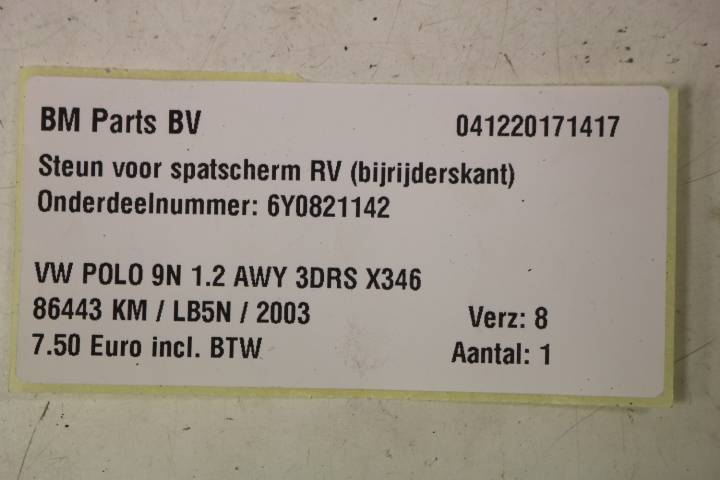 BM Parts BV 041220171417
Steun voor spatscherm RV (bijrijderskant)
Onderdeelnummer: 6Y0821142
VW POLO 9N 1.2 AWY 3DRS X346
86443 KM / LB5N / 2003 Verz: 8
7.50 Euro incl. BTW Aantal: 1